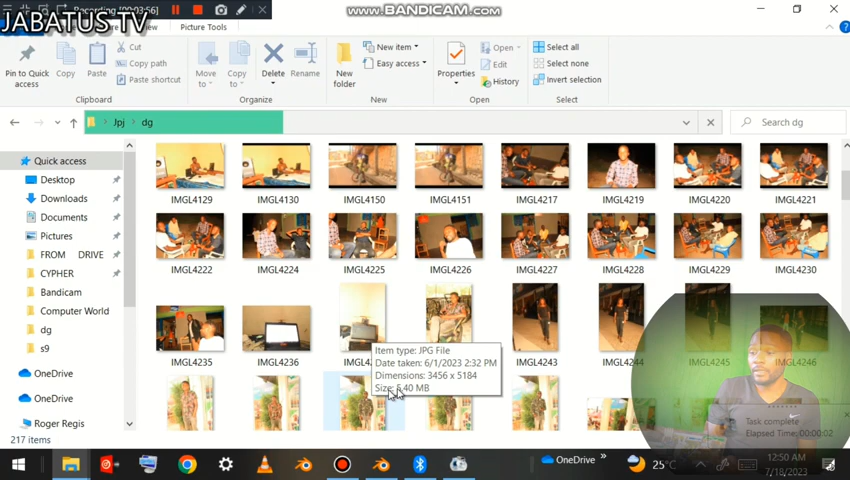 Recording [00:03:56]
WWW.BANDICAM.COM
JABATUS TV
View
Picture Tools
Pin to Quick access
Copy
Paste
Cut
Copy path
Paste shortcut
Clipboard
Move to
Copy to
Delete
Rename
Organize
New folder
New item
Easy access
New
Properties
Open
Edit
History
Open
Select all
Select none
Invert selection
Select
Jpj
dg
Search dg
Quick access
Desktop
Downloads
Documents
Pictures
FROM DRIVE
CYPHER
Bandicam
Computer World
dg
s9
OneDrive
OneDrive
Roger Regis
IMGL4129 IMGL4130 IMGL4150 IMGL4151 IMGL4217 IMGL4219 IMGL4220 IMGL4221
IMGL4222 IMGL4224 IMGL4225 IMGL4226 IMGL4227 IMGL4228 IMGL4229 IMGL4230
IMGL4235 IMGL4236 IMGL4243 IMGL4244 IMGL4245 IMGL4246
Item type: JPG File
Date taken: 6/1/2023 2:32 PM
Dimensions: 3456 x 5184
Size: 5.40 MB
Task complete
Elapsed Time: 00:00:02
217 items
OneDrive
25°
12:50 AM
7/18/2023